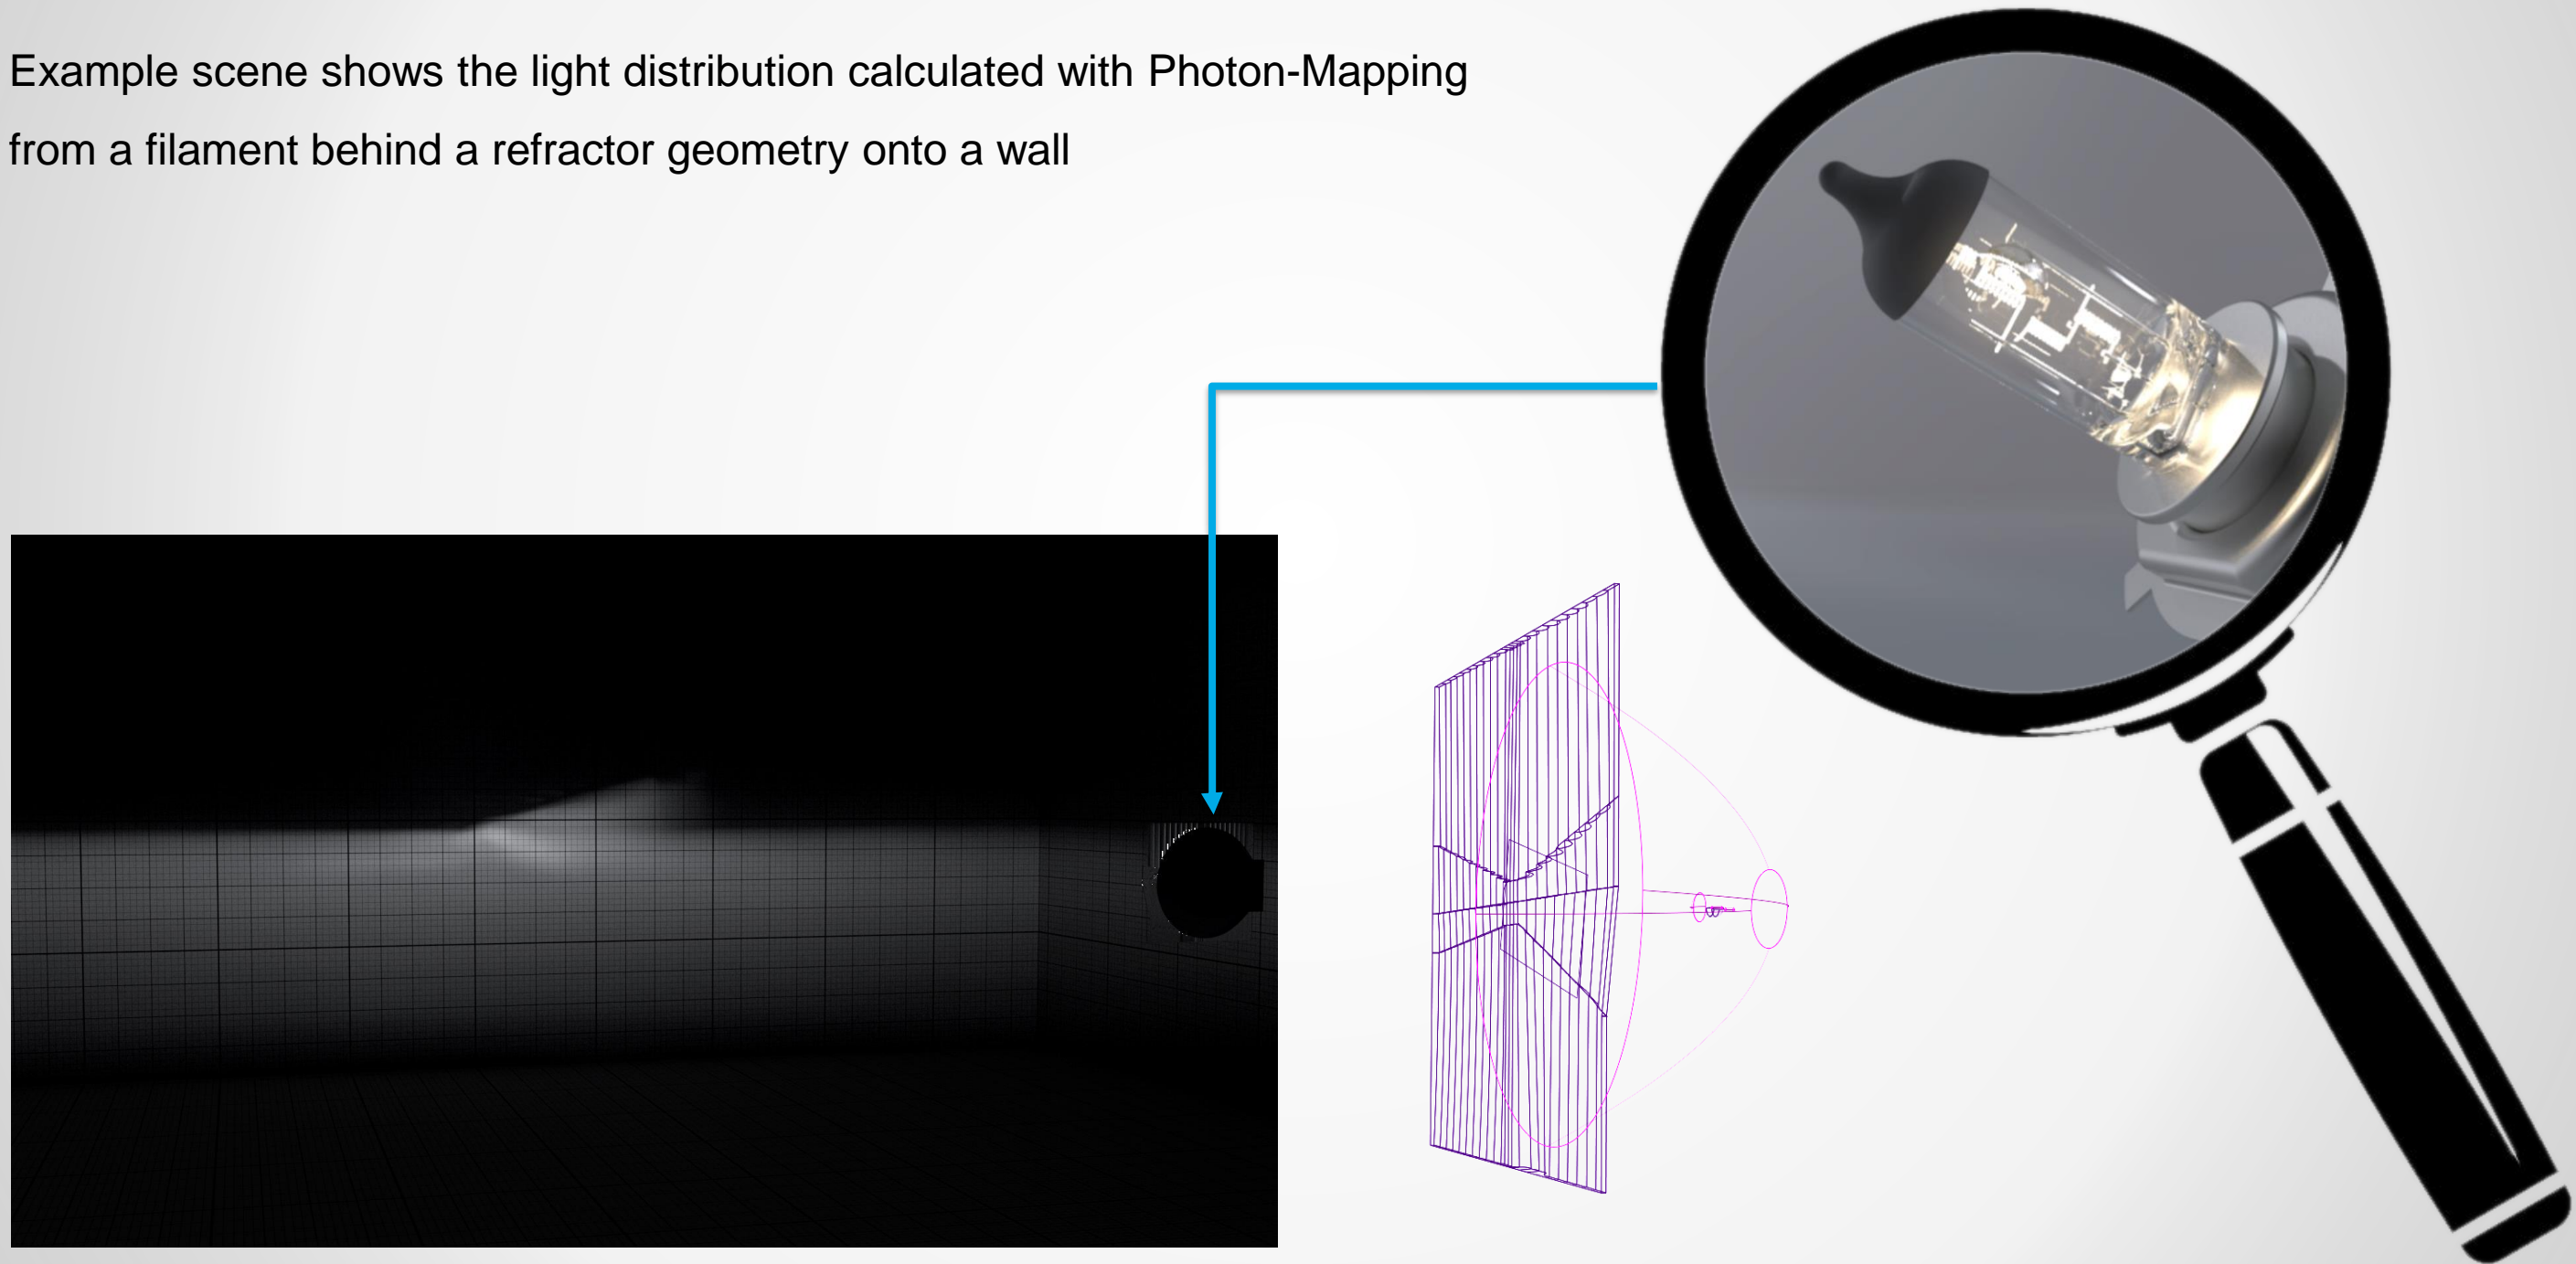 Example scene shows the light distribution calculated with Photon-Mapping
from a filament behind a refractor geometry onto a wall